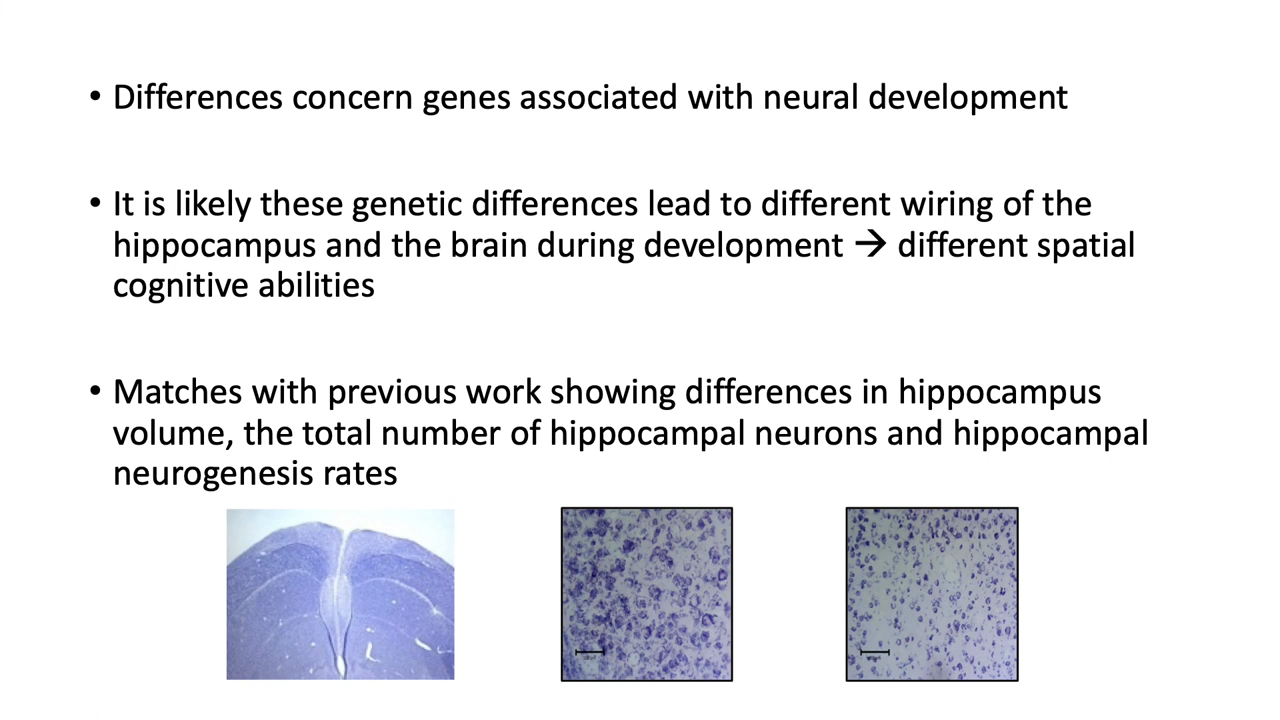 • Differences concern genes associated with neural development
• It is likely these genetic differences lead to different wiring of the
hippocampus and the brain during development → different spatial
cognitive abilities
• Matches with previous work showing differences in hippocampus
volume, the total number of hippocampal neurons and hippocampal
neurogenesis rates